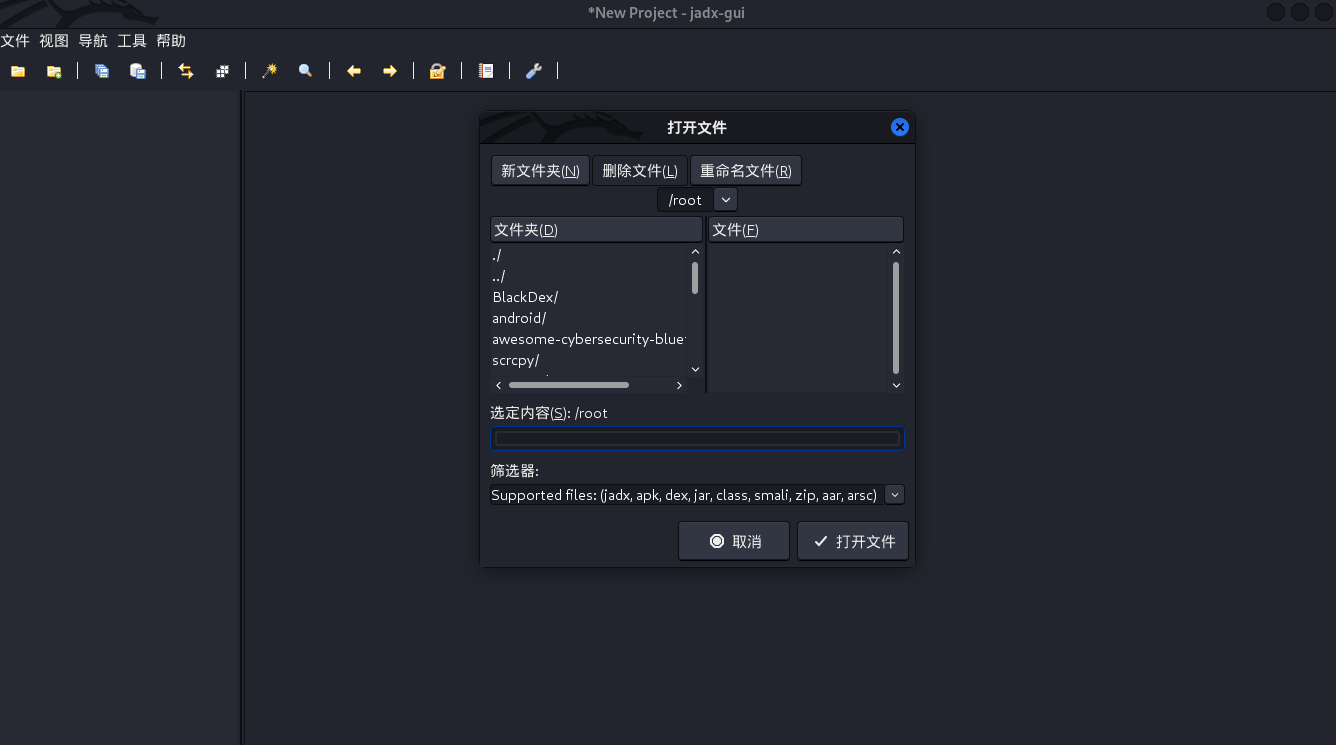 *New Project - jadx-gui
文件 视图 导航 工具 帮助
打开文件
新文件夹(N) 删除文件(L) 重命名文件(R)
/root
文件夹(D) 文件(F)
./
../
BlackDex/
android/
awesome-cybersecurity-blue
scrcpy/
选定内容(S): /root
筛选器:
Supported files: (jadx, apk, dex, jar, class, smali, zip, aar, arsc)
取消 打开文件